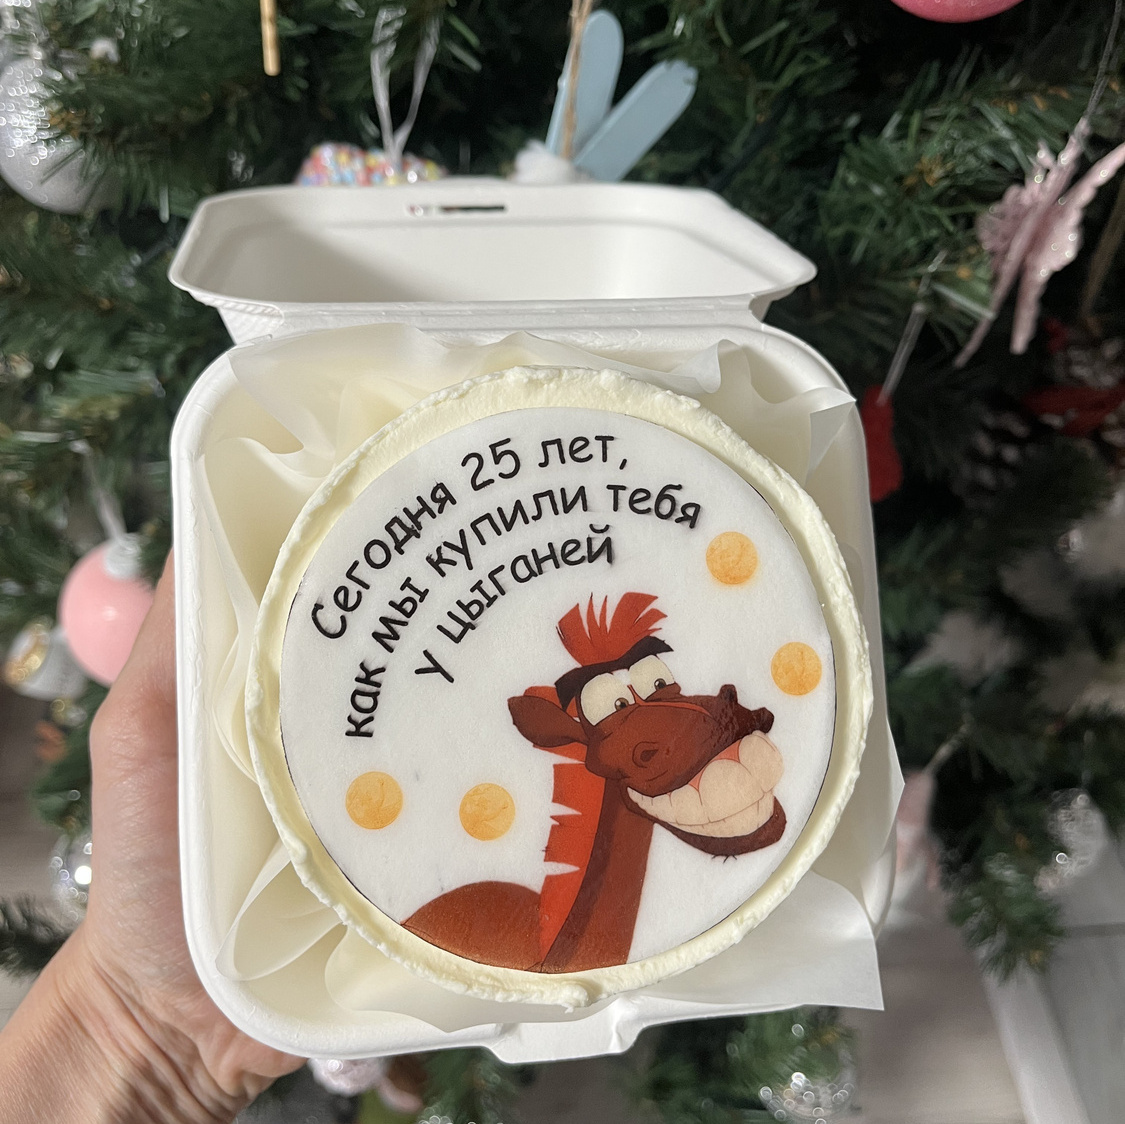 Сегодня 25 лет,
как мы купили тебя
у цыганей